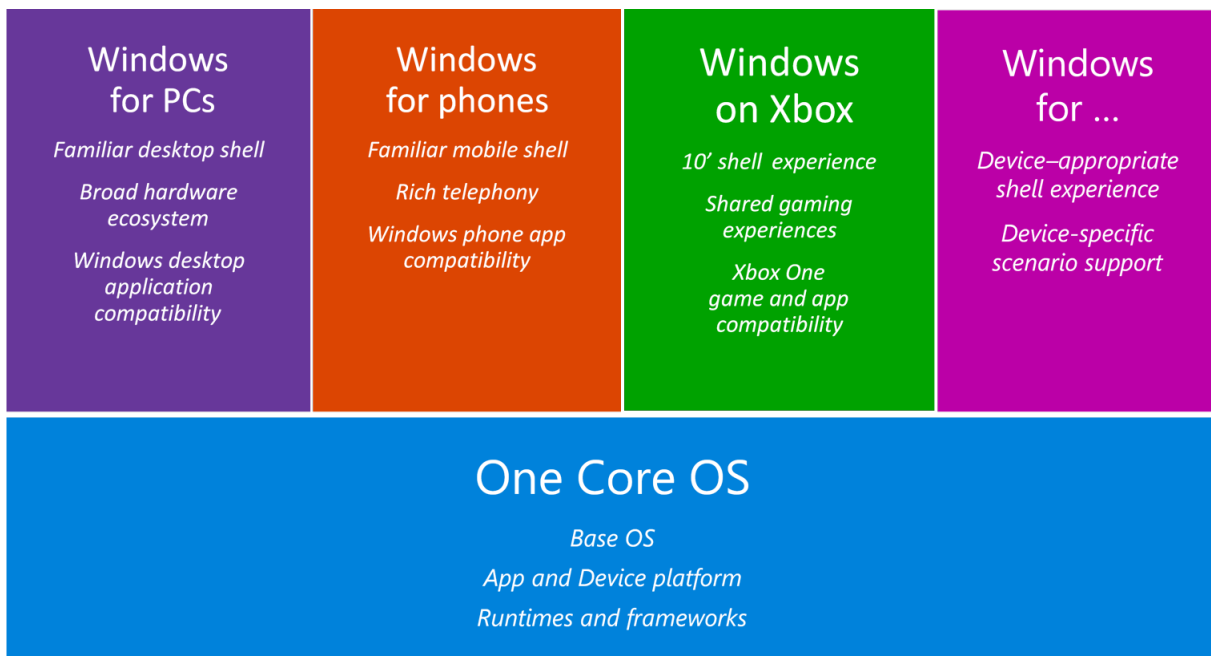 Windows
for PCs
Familiar desktop shell
Broad hardware
ecosystem
Windows desktop
application
compatibility
Windows
for phones
Familiar mobile shell
Rich telephony
Windows phone app
compatibility
Windows
on Xbox
10’ shell experience
Shared gaming
experiences
Xbox One
game and app
compatibility
Windows
for ...
Device–appropriate
shell experience
Device-specific
scenario support
One Core OS
Base OS
App and Device platform
Runtimes and frameworks